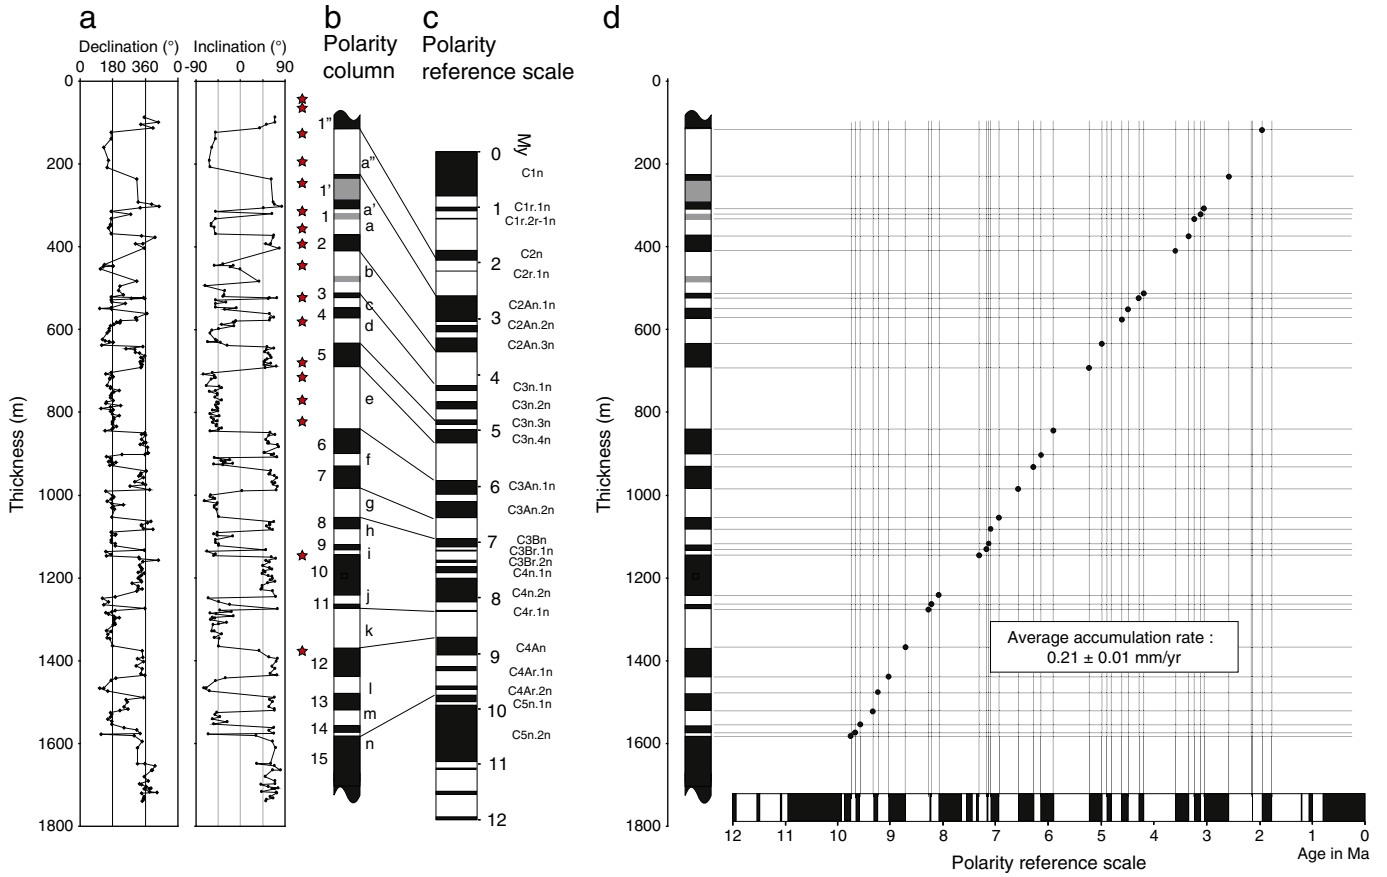 a
Declination (°)
0 180 360 0
Inclination (°)
-90 0 90
Thickness (m)
0
200
400
600
800
1000
1200
1400
1600
1800
b
Polarity
column
1”
1’
1
2
3
4
5
6
7
8
9
10
11
12
13
14
15
a”
a’
a
b
c
d
e
f
g
h
i
j
k
l
m
n
c
Polarity
reference scale
My
0
1
2
3
4
5
6
7
8
9
10
11
12
C1n
C1r.1n
C1r.2r-1n
C2n
C2r.1n
C2An.1n
C2An.2n
C2An.3n
C3n.1n
C3n.2n
C3n.3n
C3n.4n
C3An.1n
C3An.2n
C3Bn
C3Br.1n
C3Br.2n
C4n.1n
C4n.2n
C4r.1n
C4An
C4Ar.1n
C4Ar.2n
C5n.1n
C5n.2n
d
Thickness (m)
0
200
400
600
800
1000
1200
1400
1600
1800
Average accumulation rate :
0.21 ± 0.01 mm/yr
12 11 10 9 8 7 6 5 4 3 2 1 0
Age in Ma
Polarity reference scale